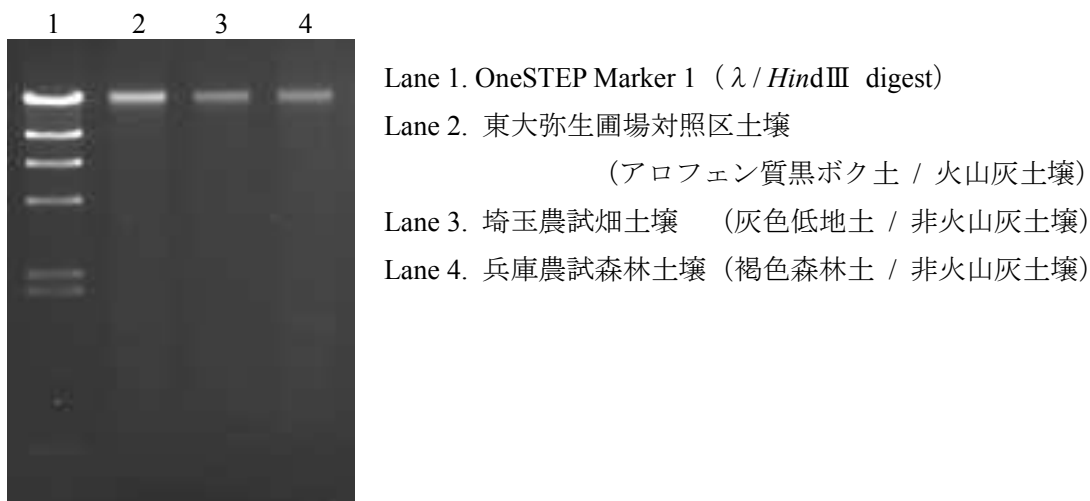 1 2 3 4
Lane 1. OneSTEP Marker 1（λ/HindⅢ digest）
Lane 2. 東大弥生圃場対照区土壌
（アロフェン質黒ボク土 / 火山灰土壌）
Lane 3. 埼玉農試畑土壌 （灰色低地土 / 非火山灰土壌）
Lane 4. 兵庫農試森林土壌（褐色森林土 / 非火山灰土壌）